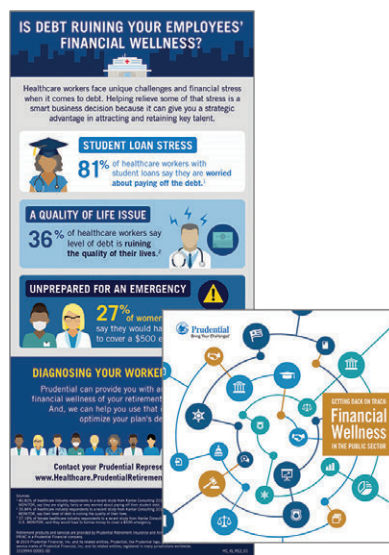 IS DEBT RUINING YOUR EMPLOYEES'
FINANCIAL WELLNESS?
Healthcare workers face unique challenges and financial stress
when it comes to debt. Helping relieve some of that stress is a
smart business decision because it can give you a strategic
advantage in attracting and retaining key talent.
STUDENT LOAN STRESS
81% of healthcare workers with
student loans say they are worried
about paying off the debt.¹
A QUALITY OF LIFE ISSUE
36% of healthcare workers say
level of debt is ruining
the quality of their lives.²
UNPREPARED FOR AN EMERGENCY
27% of women
say they would ha
to cover a $500 e
DIAGNOSING YOUR WORKE
Prudential can provide you with a
financial wellness of your retirement
And, we can help you use that
optimize your plan's de
Contact your Prudential Represe
www.Healthcare.PrudentialRetiremen
Prudential
Bring Your Challenges®
GETTING BACK ON TRACK:
Financial
Wellness
IN THE PUBLIC SECTOR